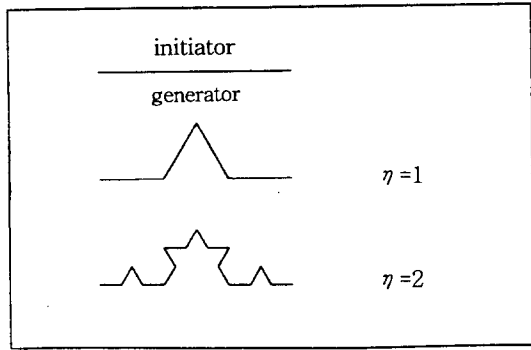 initiator
generator
η=1
η=2